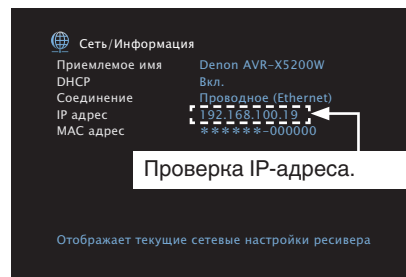 Сеть/Информация
Приемлемое имя Denon AVR-X5200W
DHCP Вкл.
Соединение Проводное (Ethernet)
IP адрес 192.168.100.19
MAC адрес ******-000000
Проверка IP-адреса.
Отображает текущие сетевые настройки ресивера